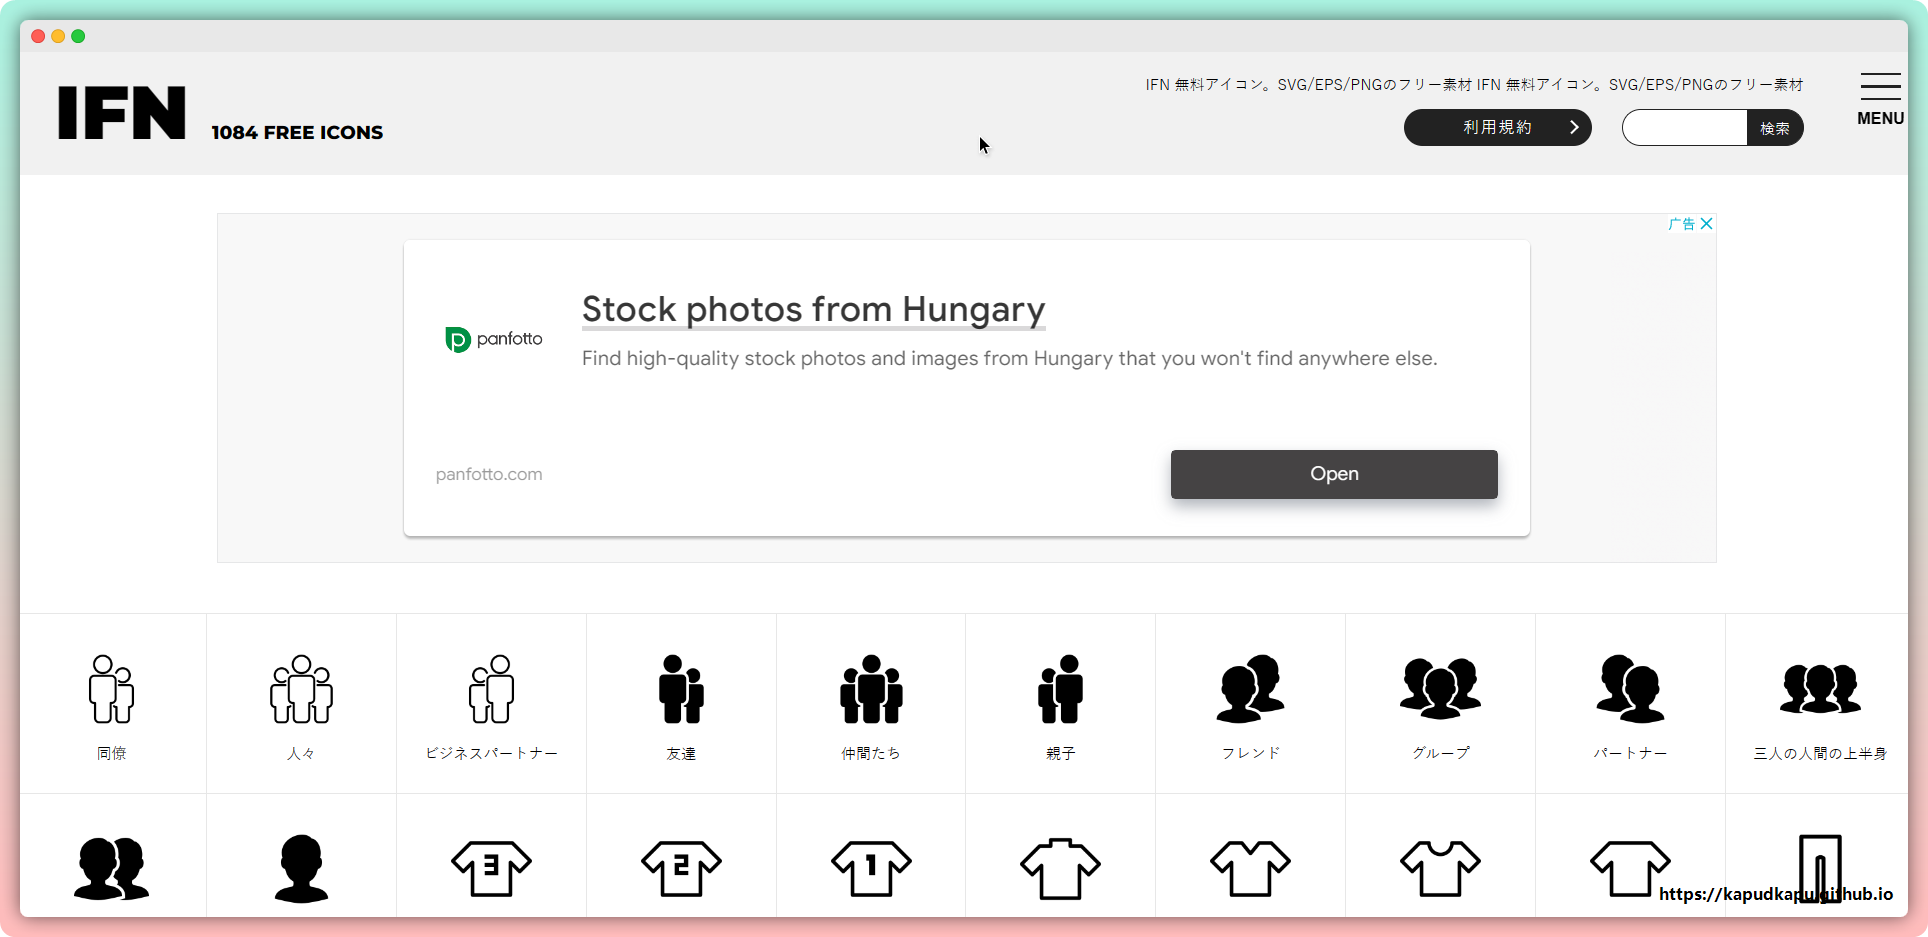 IFN
1084 FREE ICONS
IFN 無料アイコン。SVG/EPS/PNGのフリー素材 IFN 無料アイコン。SVG/EPS/PNGのフリー素材
利用規約
検索
MENU
广告
panfotto
Stock photos from Hungary
Find high-quality stock photos and images from Hungary that you won't find anywhere else.
panfotto.com
Open
同僚
人々
ビジネスパートナー
友達
仲間たち
親子
フレンド
グループ
パートナー
三人の人間の上半身
3
2
1
https://kapudkapu.github.io